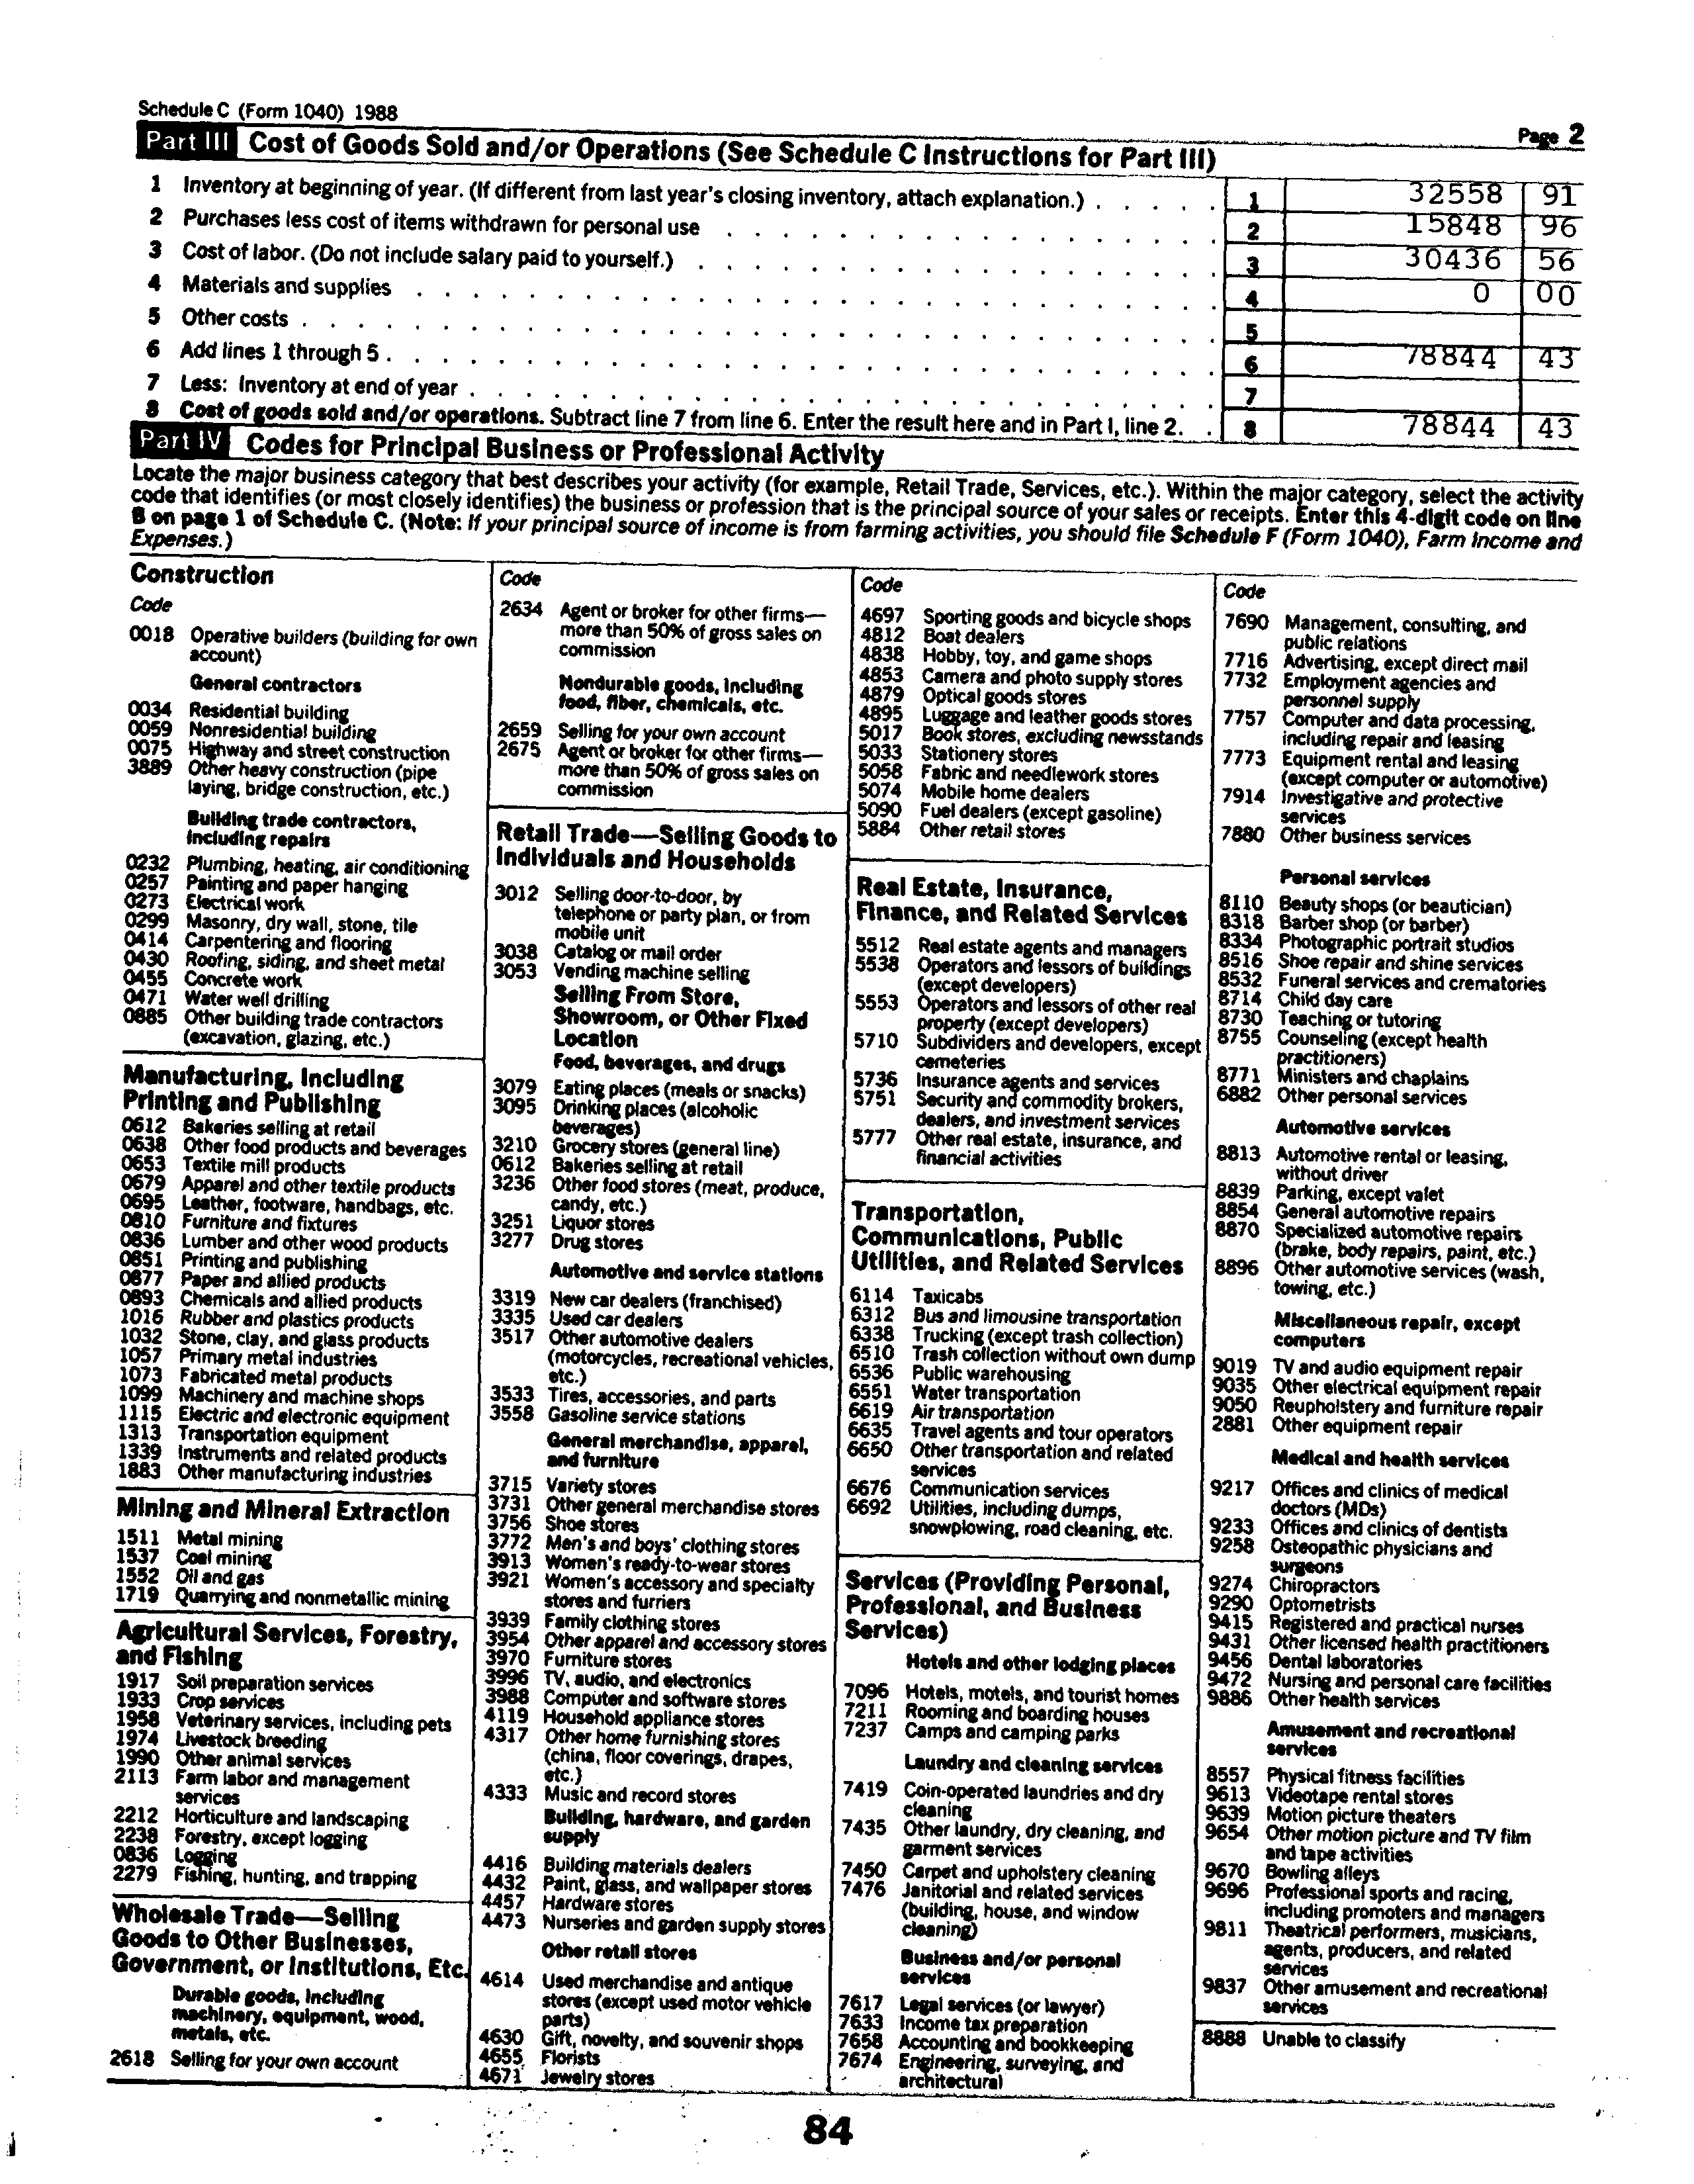 Schedule C (Form 1040) 1988
Page 2
Part III Cost of Goods Sold and/or Operations (See Schedule C Instructions for Part III)
1 Inventory at beginning of year. (If different from last year's closing inventory, attach explanation.) . . . . . 1 32558 91
2 Purchases less cost of items withdrawn for personal use . . . . . . . . . . . . . . . . . 2 15848 96
3 Cost of labor. (Do not include salary paid to yourself.) . . . . . . . . . . . . . . . . . . 3 30436 56
4 Materials and supplies . . . . . . . . . . . . . . . . . . . . . . . . . . . . 4 0 00
5 Other costs . . . . . . . . . . . . . . . . . . . . . . . . . . . . . . . . 5
6 Add lines 1 through 5 . . . . . . . . . . . . . . . . . . . . . . . . . . . . . 6 78844 43
7 Less: Inventory at end of year . . . . . . . . . . . . . . . . . . . . . . . . . . 7
8 Cost of goods sold and/or operations. Subtract line 7 from line 6. Enter the result here and in Part I, line 2. . 8 78844 43
Part IV Codes for Principal Business or Professional Activity
Locate the major business category that best describes your activity (for example, Retail Trade, Services, etc.). Within the major category, select the activity
code that identifies (or most closely identifies) the business or profession that is the principal source of your sales or receipts. Enter this 4-digit code on line
B on page 1 of Schedule C. (Note: If your principal source of income is from farming activities, you should file Schedule F (Form 1040), Farm Income and
Expenses.)
Construction
Code
0018 Operative builders (building for own
account)
General contractors
0034 Residential building
0059 Nonresidential building
0075 Highway and street construction
3889 Other heavy construction (pipe
laying, bridge construction, etc.)
Building trade contractors,
including repairs
0232 Plumbing, heating, air conditioning
0257 Painting and paper hanging
0273 Electrical work
0299 Masonry, dry wall, stone, tile
0414 Carpentering and flooring
0430 Roofing, siding, and sheet metal
0455 Concrete work
0471 Water well drilling
0885 Other building trade contractors
(excavation, glazing, etc.)
Manufacturing, Including
Printing and Publishing
0612 Bakeries selling at retail
0638 Other food products and beverages
0653 Textile mill products
0679 Apparel and other textile products
0695 Leather, footware, handbags, etc.
0810 Furniture and fixtures
0836 Lumber and other wood products
0851 Printing and publishing
0877 Paper and allied products
0893 Chemicals and allied products
1016 Rubber and plastics products
1032 Stone, clay, and glass products
1057 Primary metal industries
1073 Fabricated metal products
1099 Machinery and machine shops
1115 Electric and electronic equipment
1313 Transportation equipment
1339 Instruments and related products
1883 Other manufacturing industries
Mining and Mineral Extraction
1511 Metal mining
1537 Coal mining
1552 Oil and gas
1719 Quarrying and nonmetallic mining
Agricultural Services, Forestry,
and Fishing
1917 Soil preparation services
1933 Crop services
1958 Veterinary services, including pets
1974 Livestock breeding
1990 Other animal services
2113 Farm labor and management
services
2212 Horticulture and landscaping
2238 Forestry, except logging
0836 Logging
2279 Fishing, hunting, and trapping
Wholesale Trade—Selling
Goods to Other Businesses,
Government, or Institutions, Etc.
Durable goods, including
machinery, equipment, wood,
metals, etc.
2618 Selling for your own account
Code
2634 Agent or broker for other firms—
more than 50% of gross sales on
commission
Nondurable goods, including
food, fiber, chemicals, etc.
2659 Selling for your own account
2675 Agent or broker for other firms—
more than 50% of gross sales on
commission
Retail Trade—Selling Goods to
Individuals and Households
3012 Selling door-to-door, by
telephone or party plan, or from
mobile unit
3038 Catalog or mail order
3053 Vending machine selling
Selling From Store,
Showroom, or Other Fixed
Location
Food, beverages, and drugs
3079 Eating places (meals or snacks)
3095 Drinking places (alcoholic
beverages)
3210 Grocery stores (general line)
0612 Bakeries selling at retail
3236 Other food stores (meat, produce,
candy, etc.)
3251 Liquor stores
3277 Drug stores
Automotive and service stations
3319 New car dealers (franchised)
3335 Used car dealers
3517 Other automotive dealers
(motorcycles, recreational vehicles,
etc.)
3533 Tires, accessories, and parts
3558 Gasoline service stations
General merchandise, apparel,
and furniture
3715 Variety stores
3731 Other general merchandise stores
3756 Shoe stores
3772 Men's and boys' clothing stores
3913 Women's ready-to-wear stores
3921 Women's accessory and specialty
stores and furriers
3939 Family clothing stores
3954 Other apparel and accessory stores
3970 Furniture stores
3996 TV, audio, and electronics
3988 Computer and software stores
4119 Household appliance stores
4317 Other home furnishing stores
(china, floor coverings, drapes,
etc.)
4333 Music and record stores
Building, hardware, and garden
supply
4416 Building materials dealers
4432 Paint, glass, and wallpaper stores
4457 Hardware stores
4473 Nurseries and garden supply stores
Other retail stores
4614 Used merchandise and antique
stores (except used motor vehicle
parts)
4630 Gift, novelty, and souvenir shops
4655 Florists
4671 Jewelry stores
Code
4697 Sporting goods and bicycle shops
4812 Boat dealers
4838 Hobby, toy, and game shops
4853 Camera and photo supply stores
4879 Optical goods stores
4895 Luggage and leather goods stores
5017 Book stores, excluding newsstands
5033 Stationery stores
5058 Fabric and needlework stores
5074 Mobile home dealers
5090 Fuel dealers (except gasoline)
5884 Other retail stores
Real Estate, Insurance,
Finance, and Related Services
5512 Real estate agents and managers
5538 Operators and lessors of buildings
(except developers)
5553 Operators and lessors of other real
property (except developers)
5710 Subdividers and developers, except
cemeteries
5736 Insurance agents and services
5751 Security and commodity brokers,
dealers, and investment services
5777 Other real estate, insurance, and
financial activities
Transportation,
Communications, Public
Utilities, and Related Services
6114 Taxicabs
6312 Bus and limousine transportation
6338 Trucking (except trash collection)
6510 Trash collection without own dump
6536 Public warehousing
6551 Water transportation
6619 Air transportation
6635 Travel agents and tour operators
6650 Other transportation and related
services
6676 Communication services
6692 Utilities, including dumps,
snowplowing, road cleaning, etc.
Services (Providing Personal,
Professional, and Business
Services)
Hotels and other lodging places
7096 Hotels, motels, and tourist homes
7211 Rooming and boarding houses
7237 Camps and camping parks
Laundry and cleaning services
7419 Coin-operated laundries and dry
cleaning
7435 Other laundry, dry cleaning, and
garment services
7450 Carpet and upholstery cleaning
7476 Janitorial and related services
(building, house, and window
cleaning)
Business and/or personal
services
7617 Legal services (or lawyer)
7633 Income tax preparation
7658 Accounting and bookkeeping
7674 Engineering, surveying, and
architectural
Code
7690 Management, consulting, and
public relations
7716 Advertising, except direct mail
7732 Employment agencies and
personnel supply
7757 Computer and data processing,
including repair and leasing
7773 Equipment rental and leasing
(except computer or automotive)
7914 Investigative and protective
services
7880 Other business services
Personal services
8110 Beauty shops (or beautician)
8318 Barber shop (or barber)
8334 Photographic portrait studios
8516 Shoe repair and shine services
8532 Funeral services and crematories
8714 Child day care
8730 Teaching or tutoring
8755 Counseling (except health
practitioners)
8771 Ministers and chaplains
6882 Other personal services
Automotive services
8813 Automotive rental or leasing,
without driver
8839 Parking, except valet
8854 General automotive repairs
8870 Specialized automotive repairs
(brake, body repairs, paint, etc.)
8896 Other automotive services (wash,
towing, etc.)
Miscellaneous repair, except
computers
9019 TV and audio equipment repair
9035 Other electrical equipment repair
9050 Reupholstery and furniture repair
2881 Other equipment repair
Medical and health services
9217 Offices and clinics of medical
doctors (MDs)
9233 Offices and clinics of dentists
9258 Osteopathic physicians and
surgeons
9274 Chiropractors
9290 Optometrists
9415 Registered and practical nurses
9431 Other licensed health practitioners
9456 Dental laboratories
9472 Nursing and personal care facilities
9886 Other health services
Amusement and recreational
services
8557 Physical fitness facilities
9613 Videotape rental stores
9639 Motion picture theaters
9654 Other motion picture and TV film
and tape activities
9670 Bowling alleys
9696 Professional sports and racing,
including promoters and managers
9811 Theatrical performers, musicians,
agents, producers, and related
services
9837 Other amusement and recreational
services
8888 Unable to classify
84